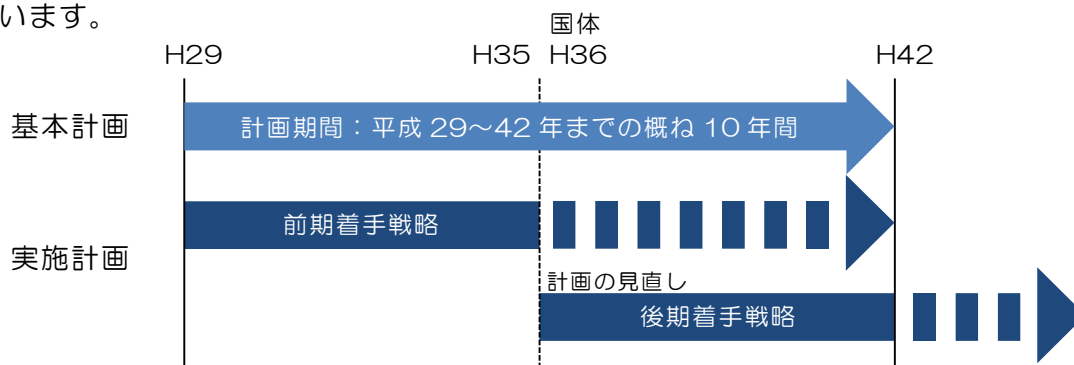 います。
国体
H29 H35 H36 H42
基本計画
計画期間：平成 29～42 年までの概ね 10 年間
前期着手戦略
実施計画
計画の見直し
後期着手戦略